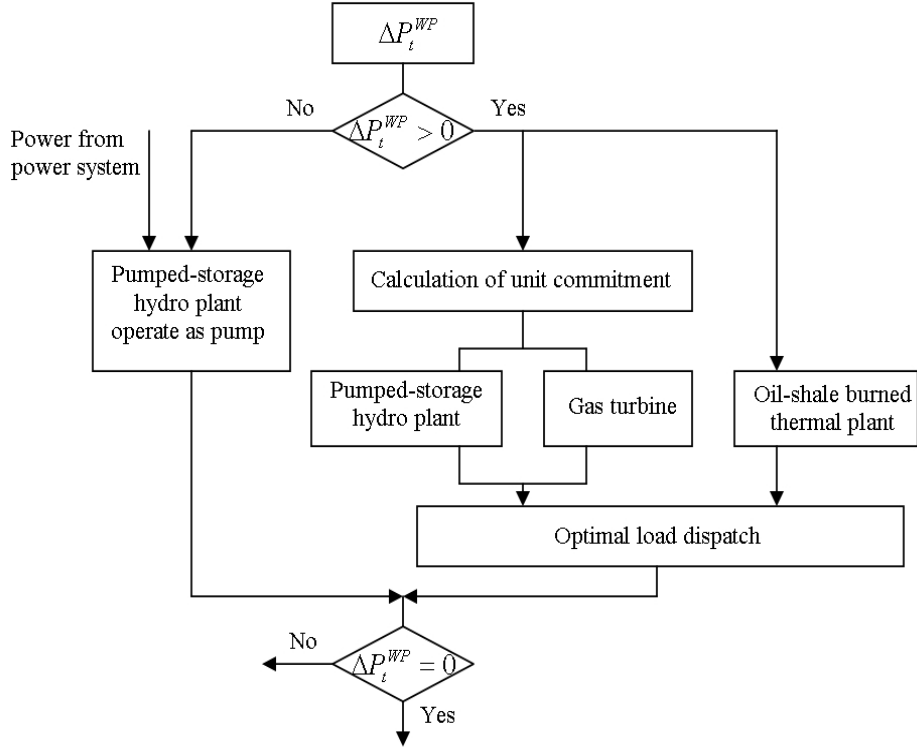 ΔP_t^{WP}
No
Yes
ΔP_t^{WP} > 0
Power from
power system
Pumped-storage
hydro plant
operate as pump
Calculation of unit commitment
Pumped-storage
hydro plant
Gas turbine
Oil-shale burned
thermal plant
Optimal load dispatch
No
ΔP_t^{WP} = 0
Yes